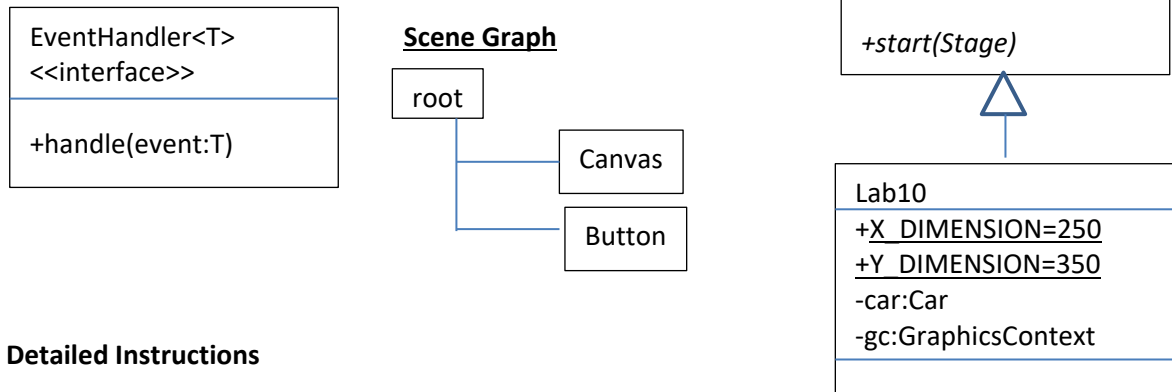 EventHandler<T>
<<interface>>
+handle(event:T)
Scene Graph
root
Canvas
Button
+start(Stage)
Lab10
+X_DIMENSION=250
+Y_DIMENSION=350
-car:Car
-gc:GraphicsContext
Detailed Instructions